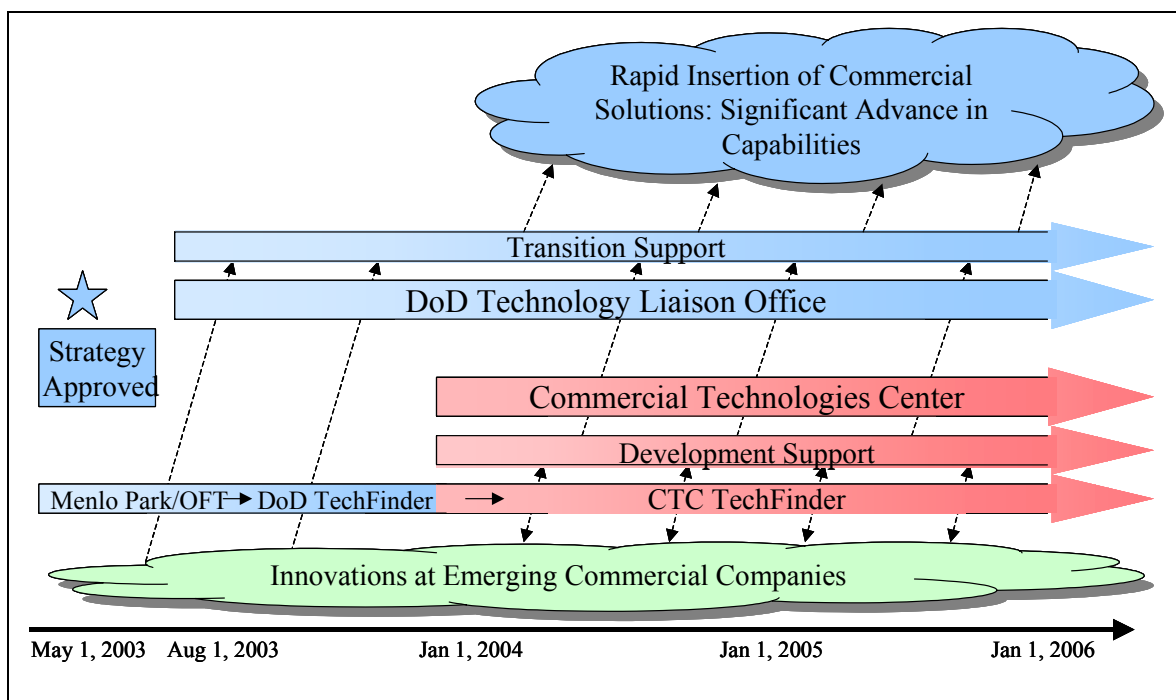 Rapid Insertion of Commercial
Solutions: Significant Advance in
Capabilities
Transition Support
DoD Technology Liaison Office
Strategy
Approved
Commercial Technologies Center
Development Support
Menlo Park/OFT DoD TechFinder CTC TechFinder
Innovations at Emerging Commercial Companies
May 1, 2003 Aug 1, 2003 Jan 1, 2004 Jan 1, 2005 Jan 1, 2006